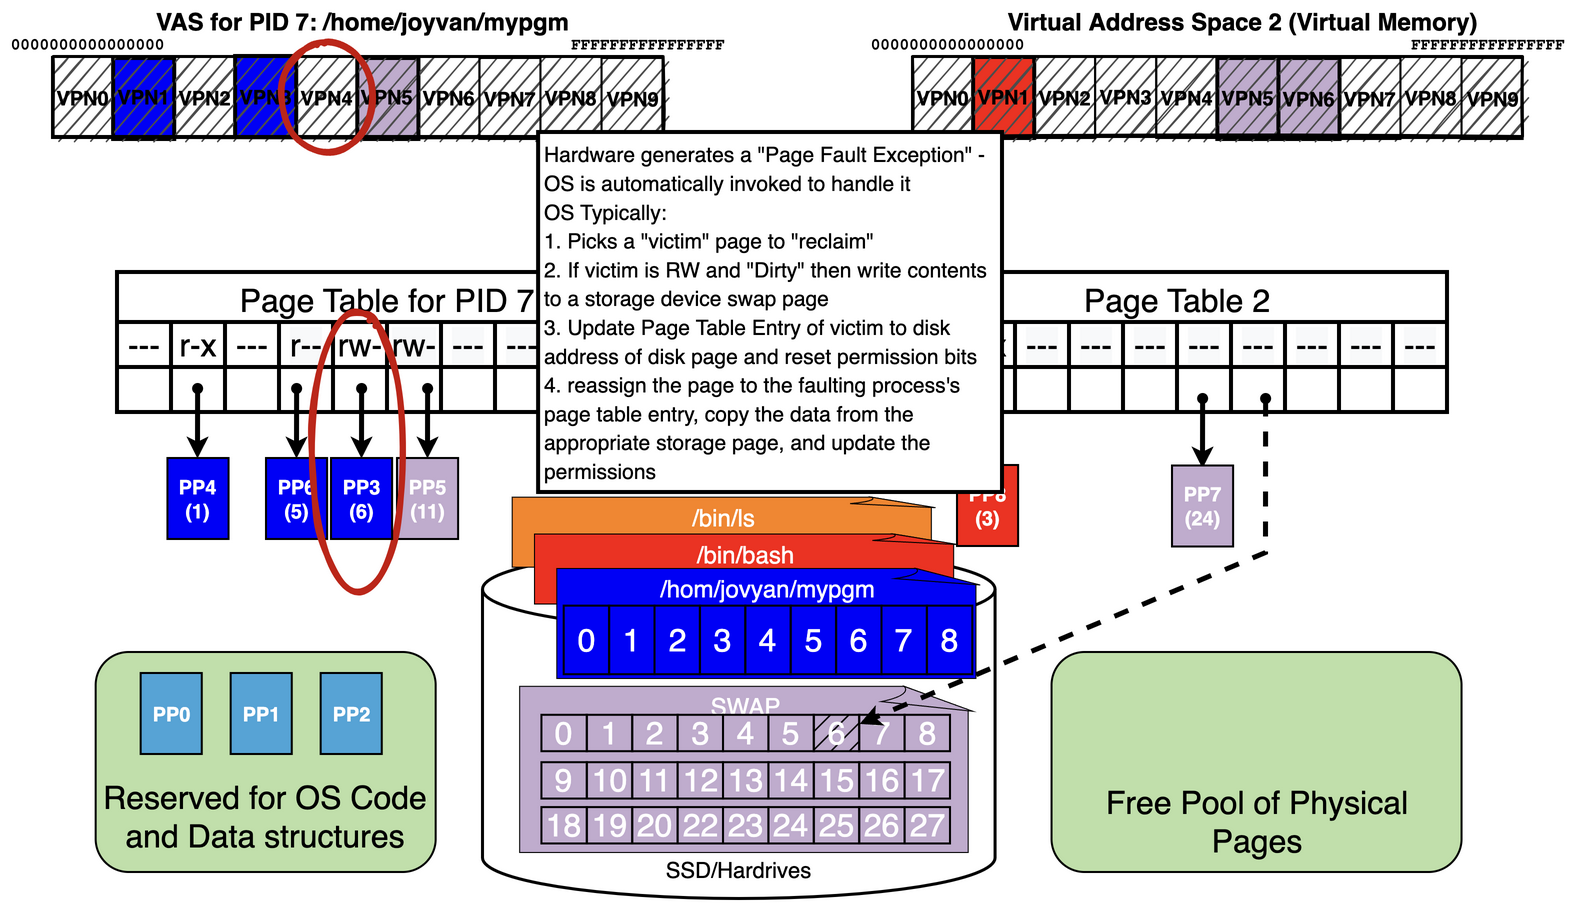 VAS for PID 7: /home/joyvan/mypgm
Virtual Address Space 2 (Virtual Memory)
0000000000000000
FFFFFFFFFFFFFFFF
0000000000000000
FFFFFFFFFFFFFFFF
VPN0 VPN1 VPN2 VPN3 VPN4 VPN5 VPN6 VPN7 VPN8 VPN9
VPN0 VPN1 VPN2 VPN3 VPN4 VPN5 VPN6 VPN7 VPN8 VPN9
Hardware generates a "Page Fault Exception" -
OS is automatically invoked to handle it
OS Typically:
1. Picks a "victim" page to "reclaim"
2. If victim is RW and "Dirty" then write contents
to a storage device swap page
3. Update Page Table Entry of victim to disk
address of disk page and reset permission bits
4. reassign the page to the faulting process's
page table entry, copy the data from the
appropriate storage page, and update the
permissions
Page Table for PID 7
--- r-x --- r-- rw- rw- --- ---
Page Table 2
--- --- --- --- --- --- --- ---
PP4
(1)
PP6
(5)
PP3
(6)
PP5
(11)
PP8
(3)
PP7
(24)
/bin/ls
/bin/bash
/hom/jovyan/mypgm
0 1 2 3 4 5 6 7 8
SWAP
0 1 2 3 4 5 6 7 8
9 10 11 12 13 14 15 16 17
18 19 20 22 23 24 25 26 27
SSD/Hardrives
PP0 PP1 PP2
Reserved for OS Code
and Data structures
Free Pool of Physical
Pages